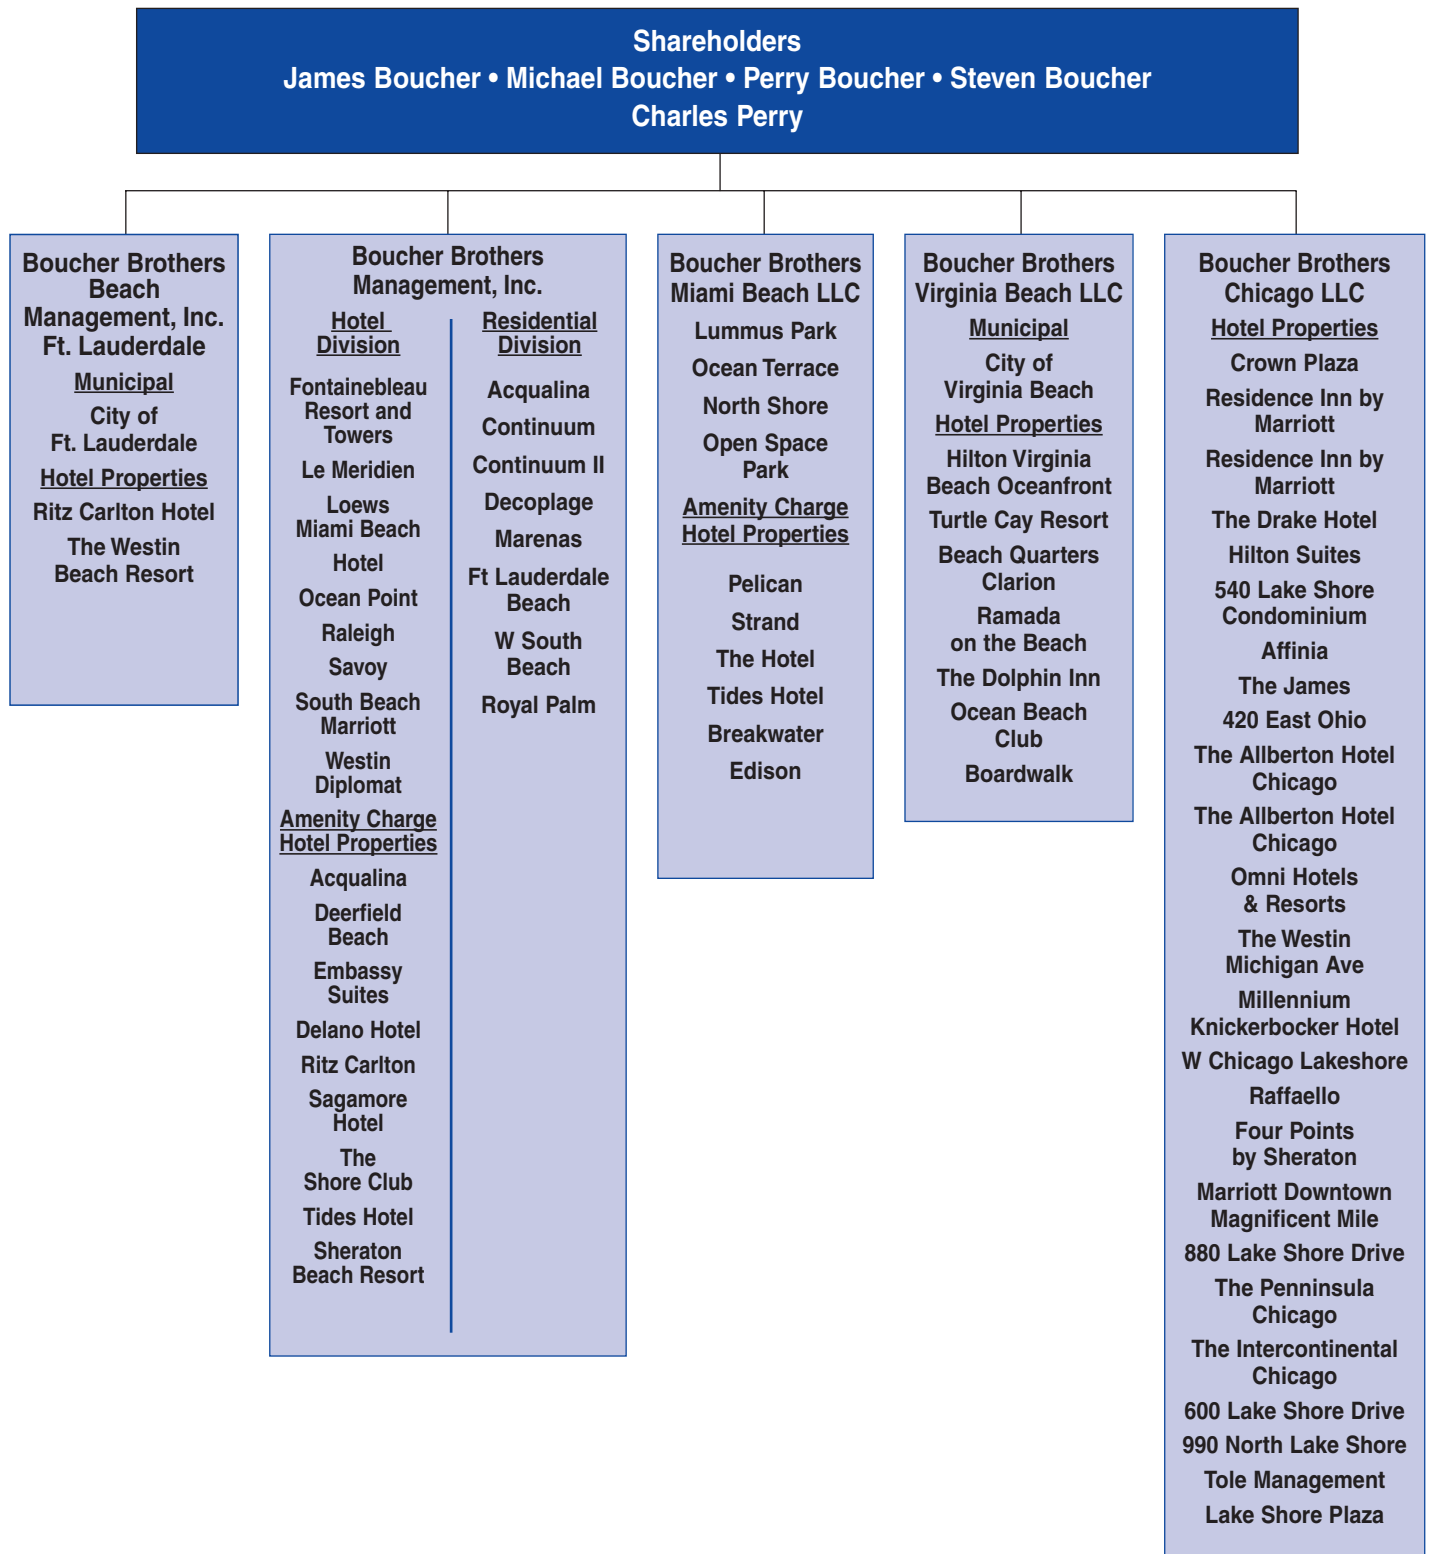 Shareholders
James Boucher • Michael Boucher • Perry Boucher • Steven Boucher
Charles Perry
Boucher Brothers
Beach
Management, Inc.
Ft. Lauderdale
Municipal
City of
Ft. Lauderdale
Hotel Properties
Ritz Carlton Hotel
The Westin
Beach Resort
Boucher Brothers
Management, Inc.
Hotel
Division
Fontainebleau
Resort and
Towers
Le Meridien
Loews
Miami Beach
Hotel
Ocean Point
Raleigh
Savoy
South Beach
Marriott
Westin
Diplomat
Amenity Charge
Hotel Properties
Acqualina
Deerfield
Beach
Embassy
Suites
Delano Hotel
Ritz Carlton
Sagamore
Hotel
The
Shore Club
Tides Hotel
Sheraton
Beach Resort
Residential
Division
Acqualina
Continuum
Continuum II
Decoplage
Marenas
Ft Lauderdale
Beach
W South
Beach
Royal Palm
Boucher Brothers
Miami Beach LLC
Lummus Park
Ocean Terrace
North Shore
Open Space
Park
Amenity Charge
Hotel Properties
Pelican
Strand
The Hotel
Tides Hotel
Breakwater
Edison
Boucher Brothers
Virginia Beach LLC
Municipal
City of
Virginia Beach
Hotel Properties
Hilton Virginia
Beach Oceanfront
Turtle Cay Resort
Beach Quarters
Clarion
Ramada
on the Beach
The Dolphin Inn
Ocean Beach
Club
Boardwalk
Boucher Brothers
Chicago LLC
Hotel Properties
Crown Plaza
Residence Inn by
Marriott
Residence Inn by
Marriott
The Drake Hotel
Hilton Suites
540 Lake Shore
Condominium
Affinia
The James
420 East Ohio
The Allberton Hotel
Chicago
The Allberton Hotel
Chicago
Omni Hotels
& Resorts
The Westin
Michigan Ave
Millennium
Knickerbocker Hotel
W Chicago Lakeshore
Raffaello
Four Points
by Sheraton
Marriott Downtown
Magnificent Mile
880 Lake Shore Drive
The Penninsula
Chicago
The Intercontinental
Chicago
600 Lake Shore Drive
990 North Lake Shore
Tole Management
Lake Shore Plaza